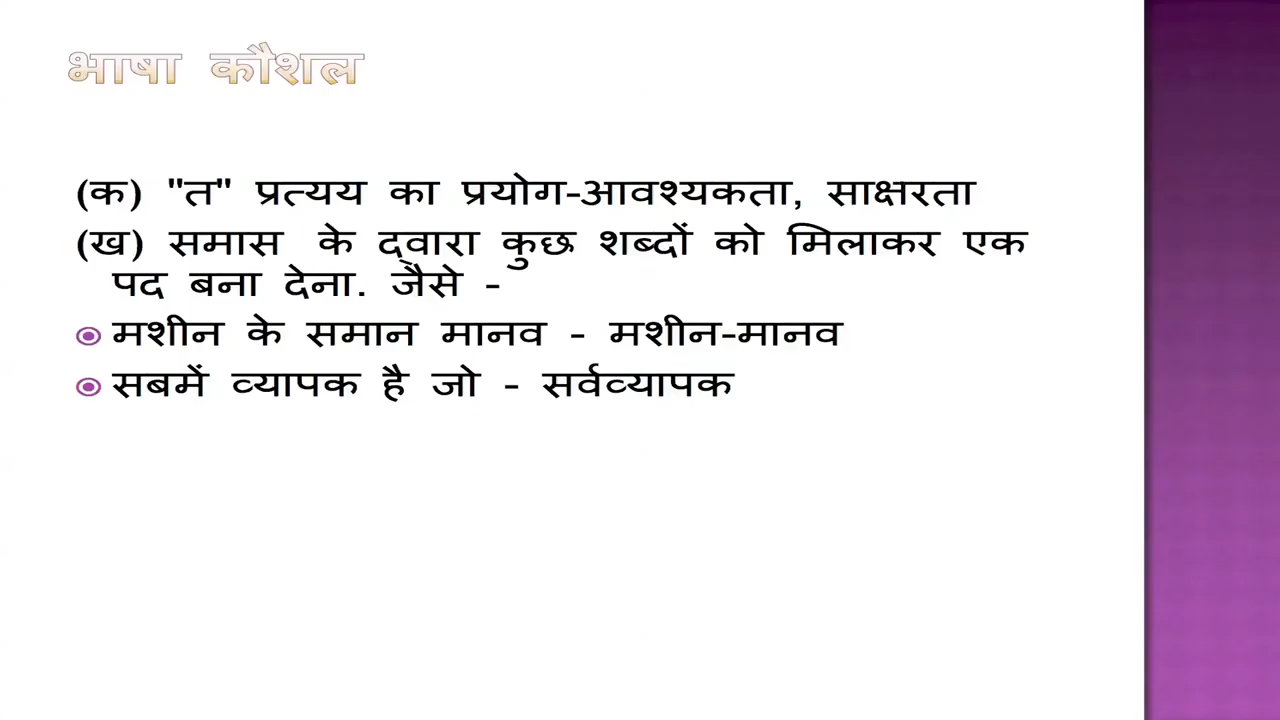 भाषा कौशल
(क) "त" प्रत्यय का प्रयोग-आवश्यकता, साक्षरता
(ख) समास के द्वारा कुछ शब्दों को मिलाकर एक
पद बना देना. जैसे -
मशीन के समान मानव - मशीन-मानव
सबमें व्यापक है जो - सर्वव्यापक